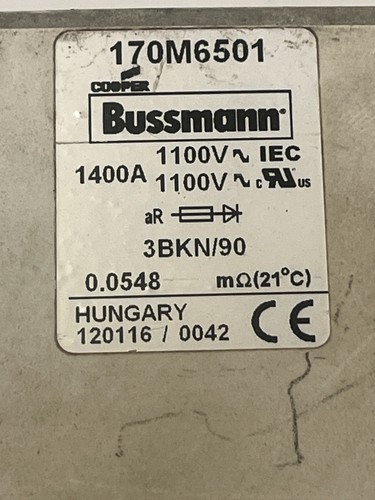 170M6501
COOPER
Bussmann
1400A 1100V~ IEC
1100V~ c RU US
aR
3BKN/90
0.0548 mΩ(21°C)
HUNGARY
120116 / 0042 CE